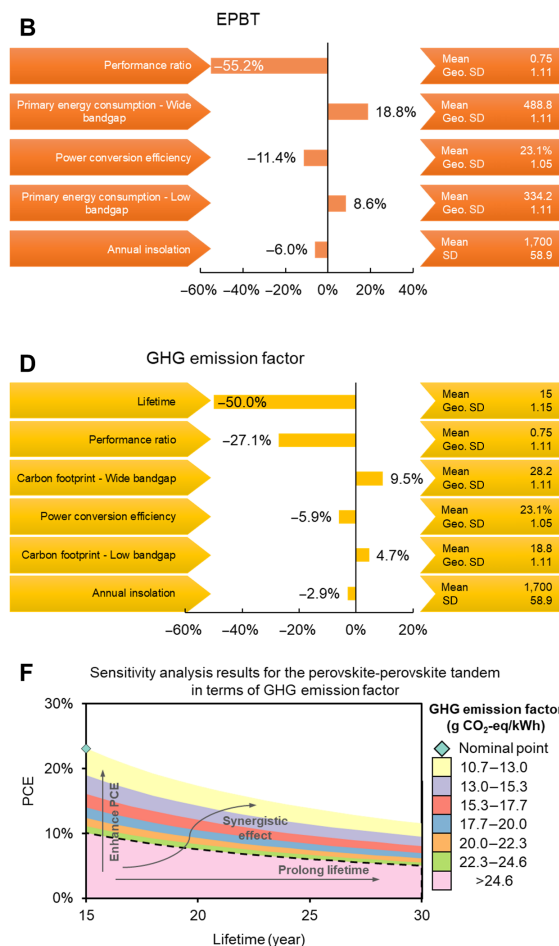 B
EPBT
Performance ratio
–55.2%
Mean 0.75
Geo. SD 1.11
Primary energy consumption - Wide
bandgap
18.8%
Mean 488.8
Geo. SD 1.11
Power conversion efficiency
–11.4%
Mean 23.1%
Geo. SD 1.05
Primary energy consumption - Low
bandgap
8.6%
Mean 334.2
Geo. SD 1.11
Annual insolation
–6.0%
Mean 1,700
SD 58.9
–60% –40% –20% 0% 20% 40%
D
GHG emission factor
Lifetime
–50.0%
Mean 15
Geo. SD 1.15
Performance ratio
–27.1%
Mean 0.75
Geo. SD 1.11
Carbon footprint - Wide bandgap
9.5%
Mean 28.2
Geo. SD 1.11
Power conversion efficiency
–5.9%
Mean 23.1%
Geo. SD 1.05
Carbon footprint - Low bandgap
4.7%
Mean 18.8
Geo. SD 1.11
Annual insolation
–2.9%
Mean 1,700
SD 58.9
–60% –40% –20% 0% 20%
F
Sensitivity analysis results for the perovskite-perovskite tandem
in terms of GHG emission factor
30%
20%
10%
0%
PCE
15 20 25 30
Lifetime (year)
Enhance PCE
Synergistic
effect
Prolong lifetime
GHG emission factor
(g CO₂-eq/kWh)
Nominal point
10.7–13.0
13.0–15.3
15.3–17.7
17.7–20.0
20.0–22.3
22.3–24.6
>24.6